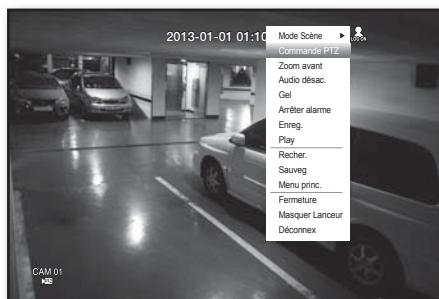 2013-01-01 01:10
LOG ON
Mode Scène
Commande PTZ
Zoom avant
Audio désac.
Gel
Arrêter alarme
Enreg.
Play
Recher.
Sauveg
Menu princ.
Fermeture
Masquer Lanceur
Déconnex
CAM 01